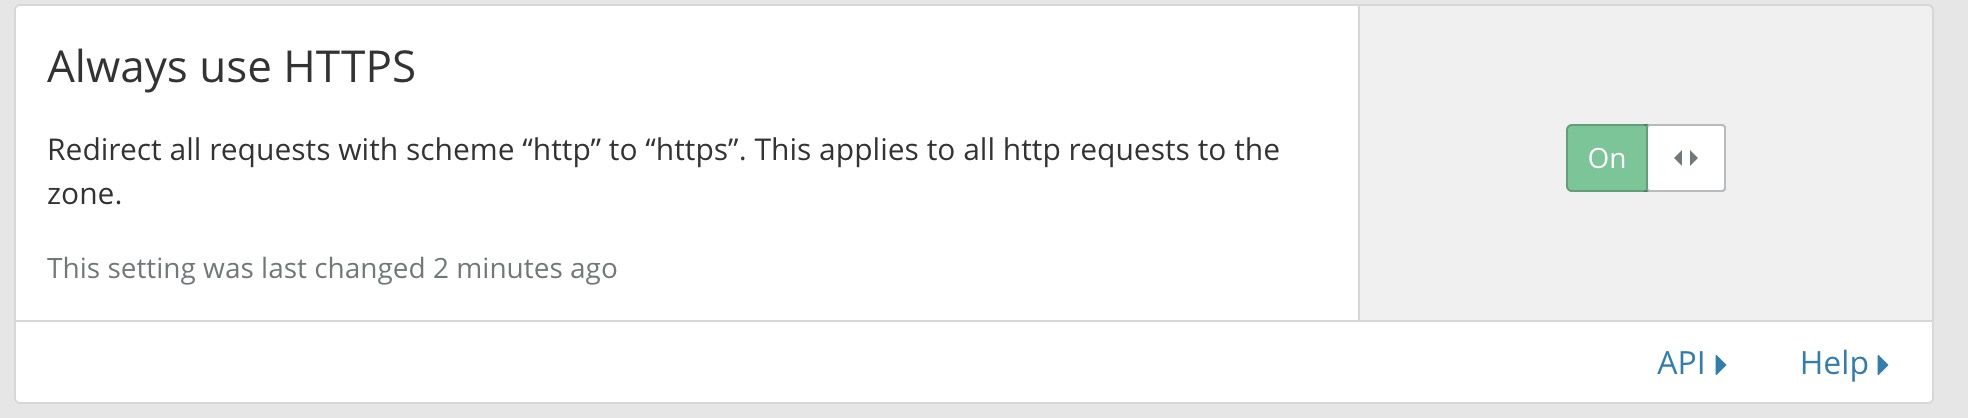 Always use HTTPS
Redirect all requests with scheme “http” to “https”. This applies to all http requests to the
zone.
This setting was last changed 2 minutes ago
On
API
Help